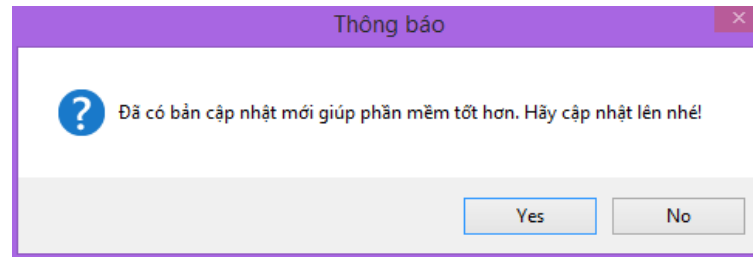 Thông báo
Đã có bản cập nhật mới giúp phần mềm tốt hơn. Hãy cập nhật lên nhé!
Yes
No